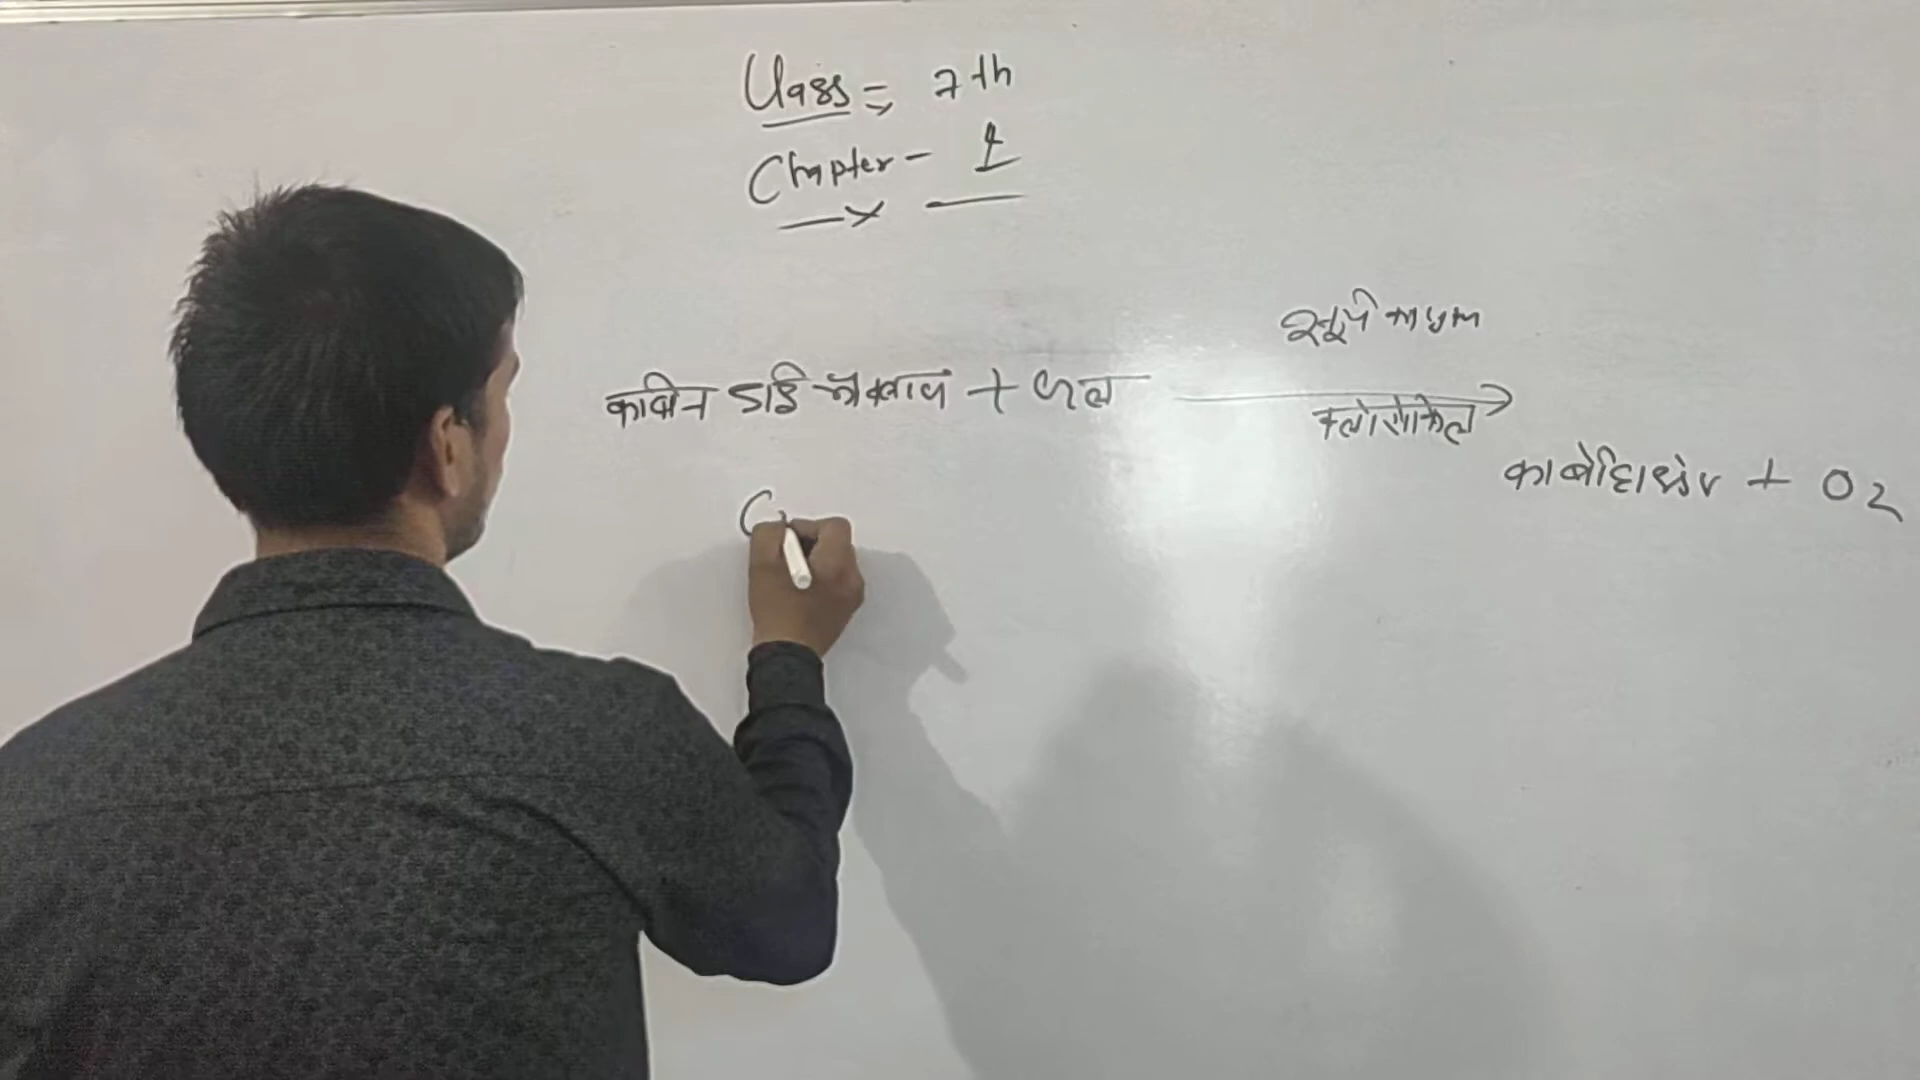 Class = 7th
Chapter - 1
सूर्य प्रकाश
कार्बन डाई ऑक्साइड + जल
क्लोरोफिल
कार्बोहाइड्रेट + O2
C